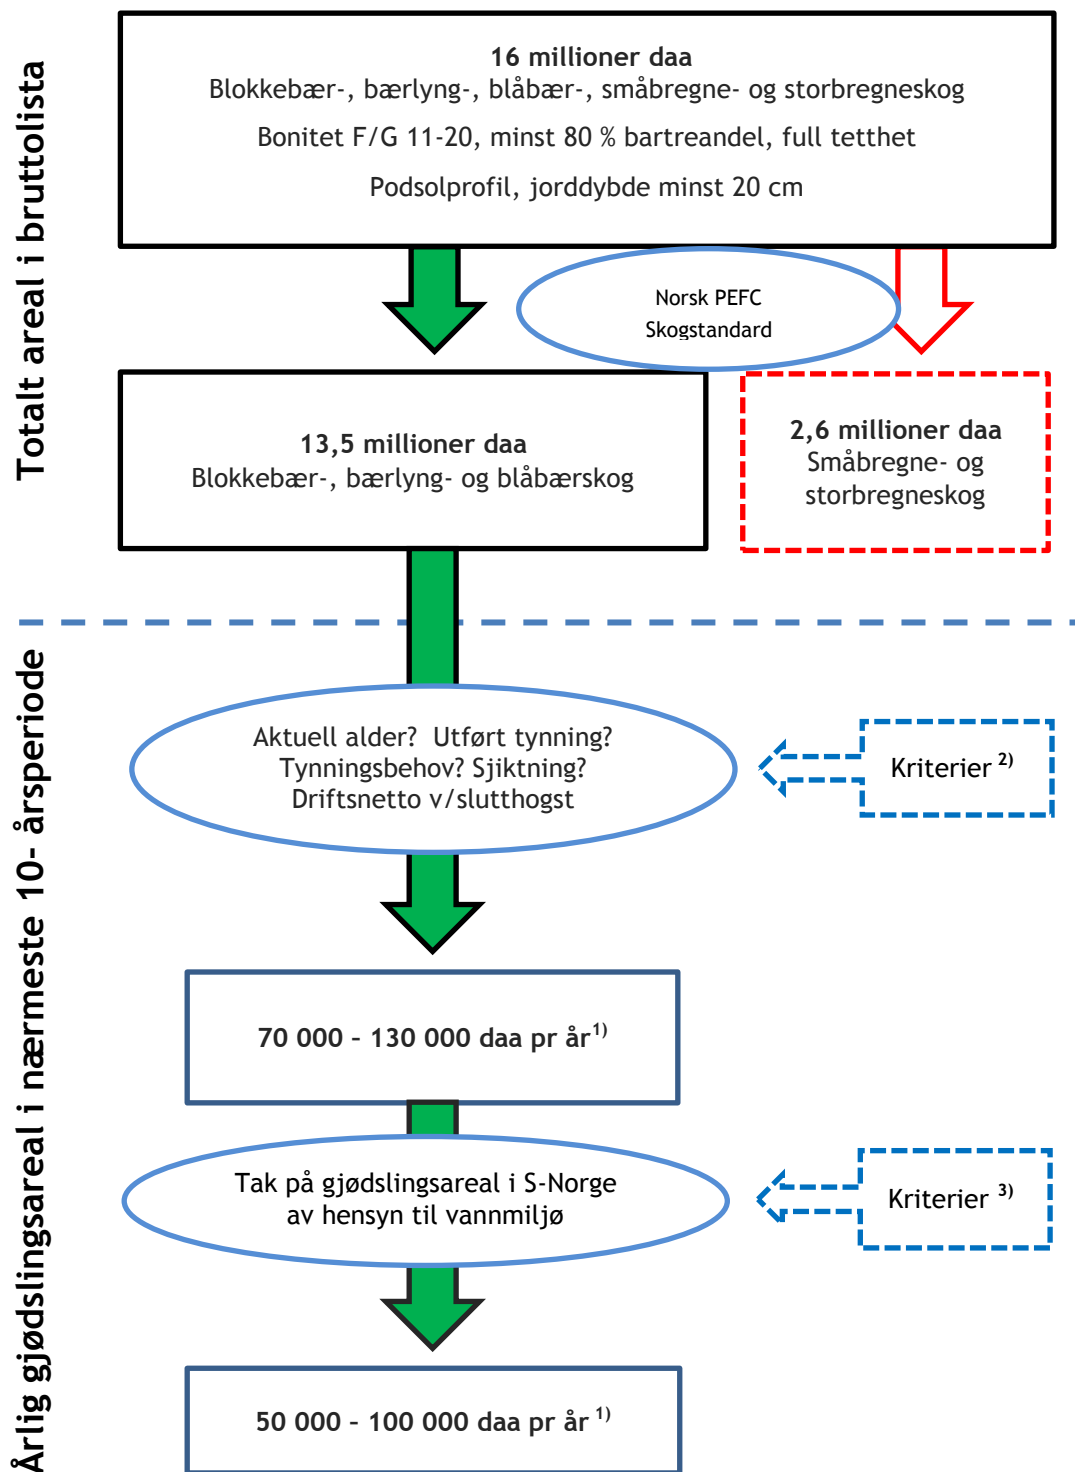 Totalt areal i bruttolista
16 millioner daa
Blokkebær-, bærlyng-, blåbær-, småbregne- og storbregneskog
Bonitet F/G 11-20, minst 80 % bartreandel, full tetthet
Podsolprofil, jorddybde minst 20 cm
Norsk PEFC
Skogstandard
13,5 millioner daa
Blokkebær-, bærlyng- og blåbærskog
2,6 millioner daa
Småbregne- og
storbregneskog
Årlig gjødslingsareal i nærmeste 10- årsperiode
Aktuell alder? Utført tynning?
Tynningsbehov? Sjiktning?
Driftsnetto v/slutthogst
Kriterier 2)
70 000 – 130 000 daa pr år 1)
Tak på gjødslingsareal i S-Norge
av hensyn til vannmiljø
Kriterier 3)
50 000 – 100 000 daa pr år 1)